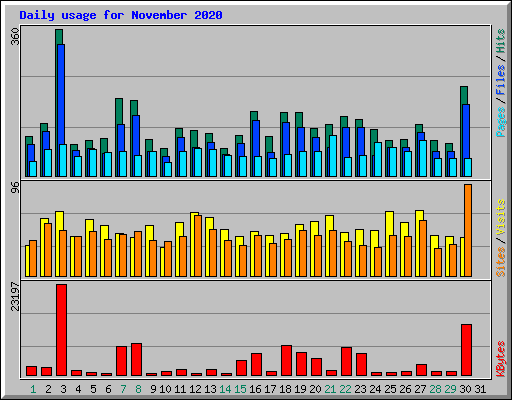 Daily usage for November 2020
360
Pages / Files / Hits
96
Sites / Visits
23197
KBytes
1 2 3 4 5 6 7 8 9 10 11 12 13 14 15 16 17 18 19 20 21 22 23 24 25 26 27 28 29 30 31